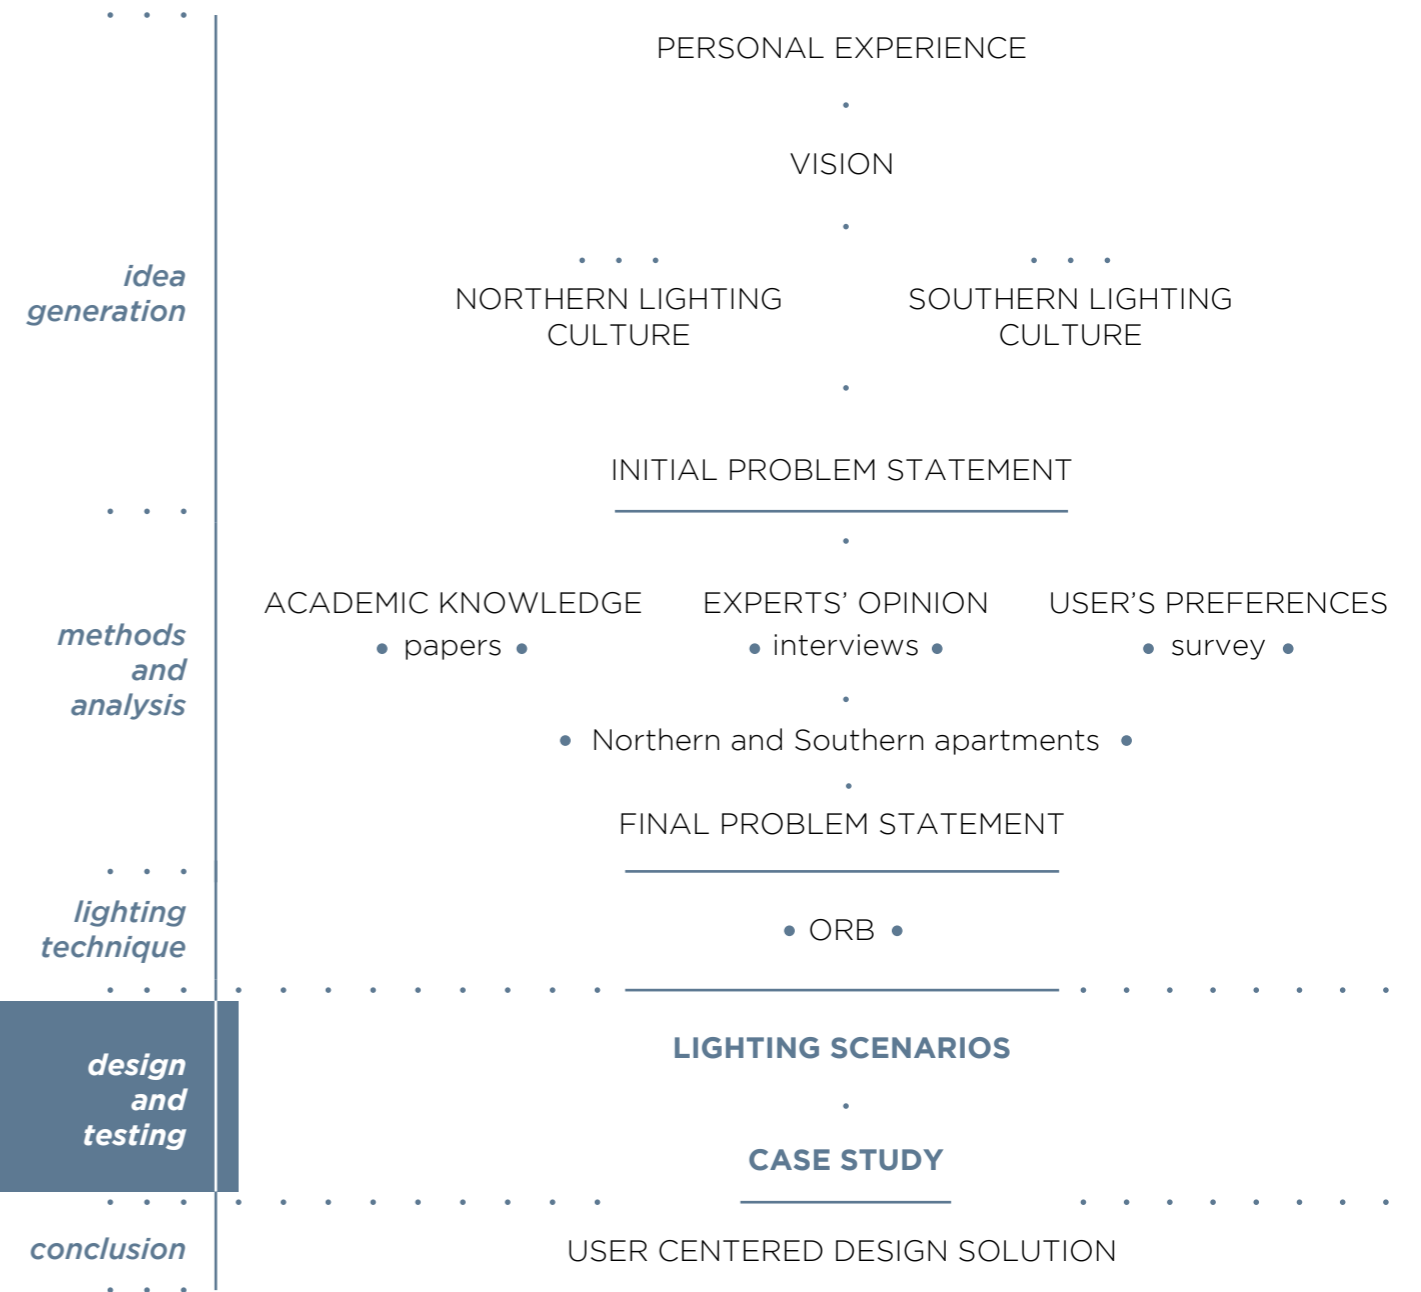 PERSONAL EXPERIENCE
VISION
idea
generation
NORTHERN LIGHTING
CULTURE
SOUTHERN LIGHTING
CULTURE
INITIAL PROBLEM STATEMENT
methods
and
analysis
ACADEMIC KNOWLEDGE
• papers •
EXPERTS’ OPINION
• interviews •
USER’S PREFERENCES
• survey •
• Northern and Southern apartments •
FINAL PROBLEM STATEMENT
lighting
technique
• ORB •
design
and
testing
LIGHTING SCENARIOS
CASE STUDY
conclusion
USER CENTERED DESIGN SOLUTION